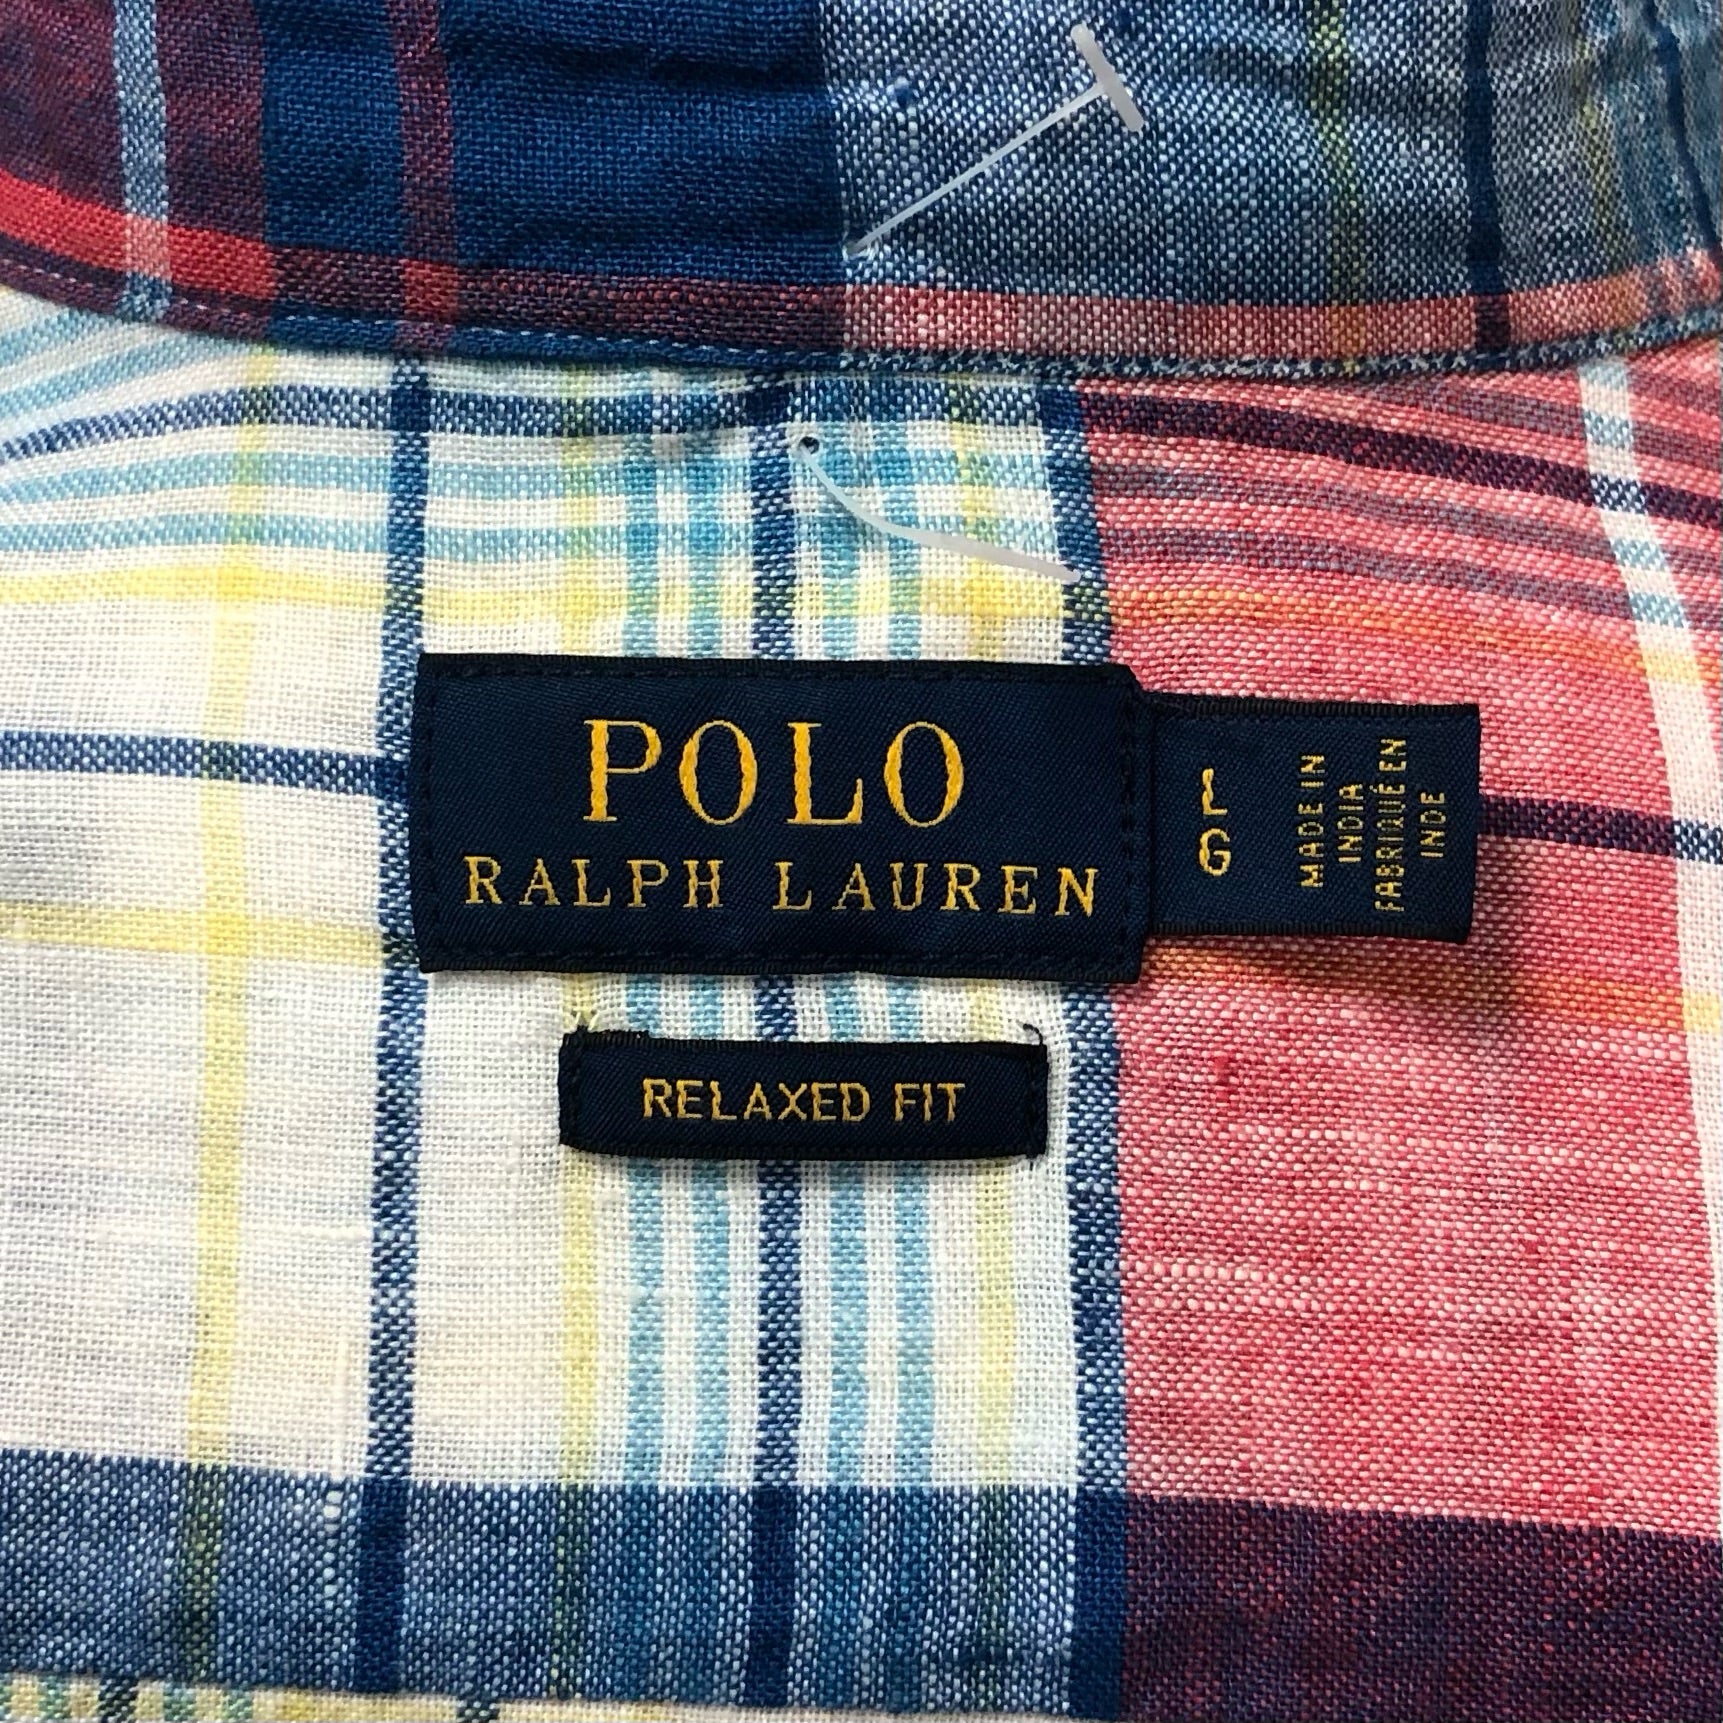 POLO
RALPH LAUREN
L
G
MADE IN
INDIA
FABRIQUÉ EN
INDE
RELAXED FIT